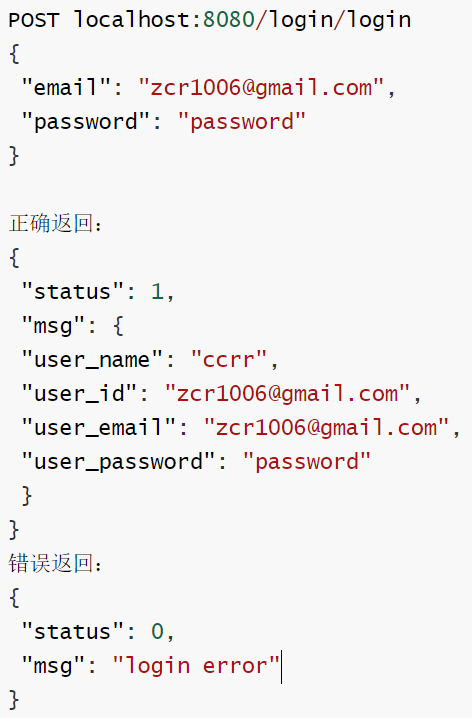 POST localhost:8080/login/login
{
"email": "zcr1006@gmail.com",
"password": "password"
}
正确返回：
{
"status": 1,
"msg": {
"user_name": "ccrr",
"user_id": "zcr1006@gmail.com",
"user_email": "zcr1006@gmail.com",
"user_password": "password"
}
}
错误返回：
{
"status": 0,
"msg": "login error"
}